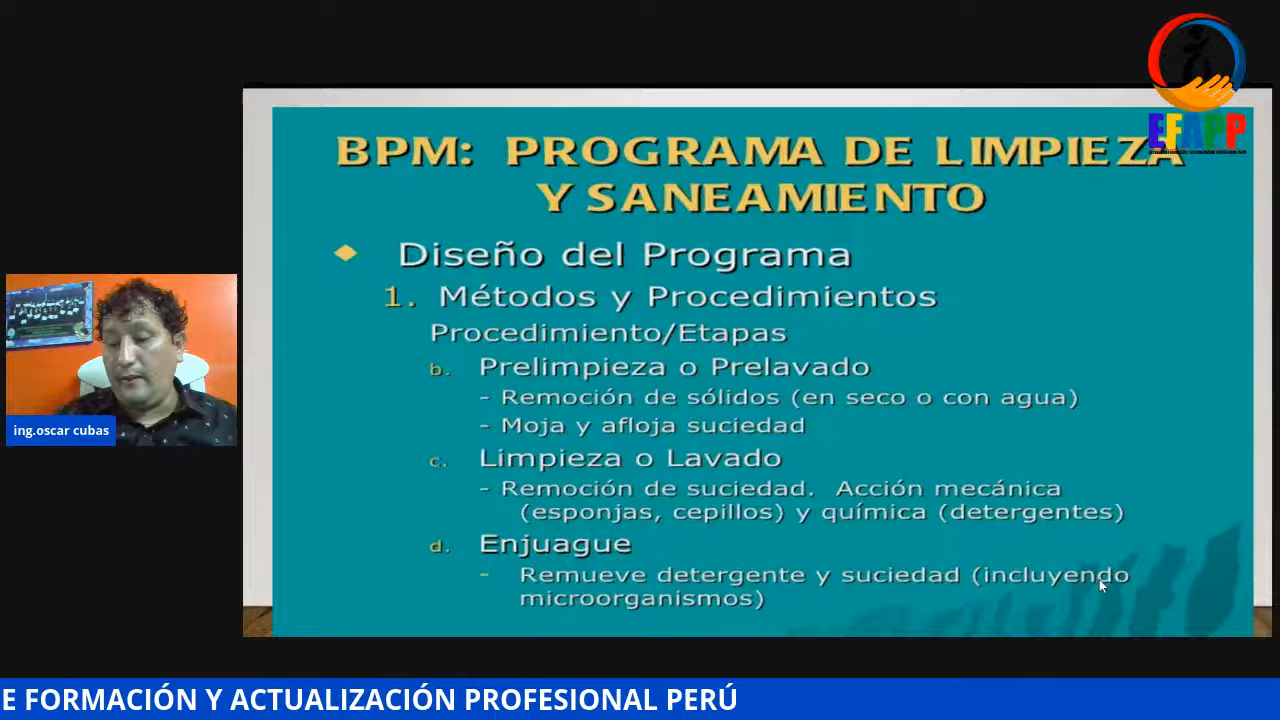 BPM: PROGRAMA DE LIMPIEZA
Y SANEAMIENTO
EFAPP
Diseño del Programa
1. Métodos y Procedimientos
Procedimiento/Etapas
b. Prelimpieza o Prelavado
- Remoción de sólidos (en seco o con agua)
- Moja y afloja suciedad
c. Limpieza o Lavado
- Remoción de suciedad. Acción mecánica
(esponjas, cepillos) y química (detergentes)
d. Enjuague
- Remueve detergente y suciedad (incluyendo
microorganismos)
ing.oscar cubas
E FORMACIÓN Y ACTUALIZACIÓN PROFESIONAL PERÚ